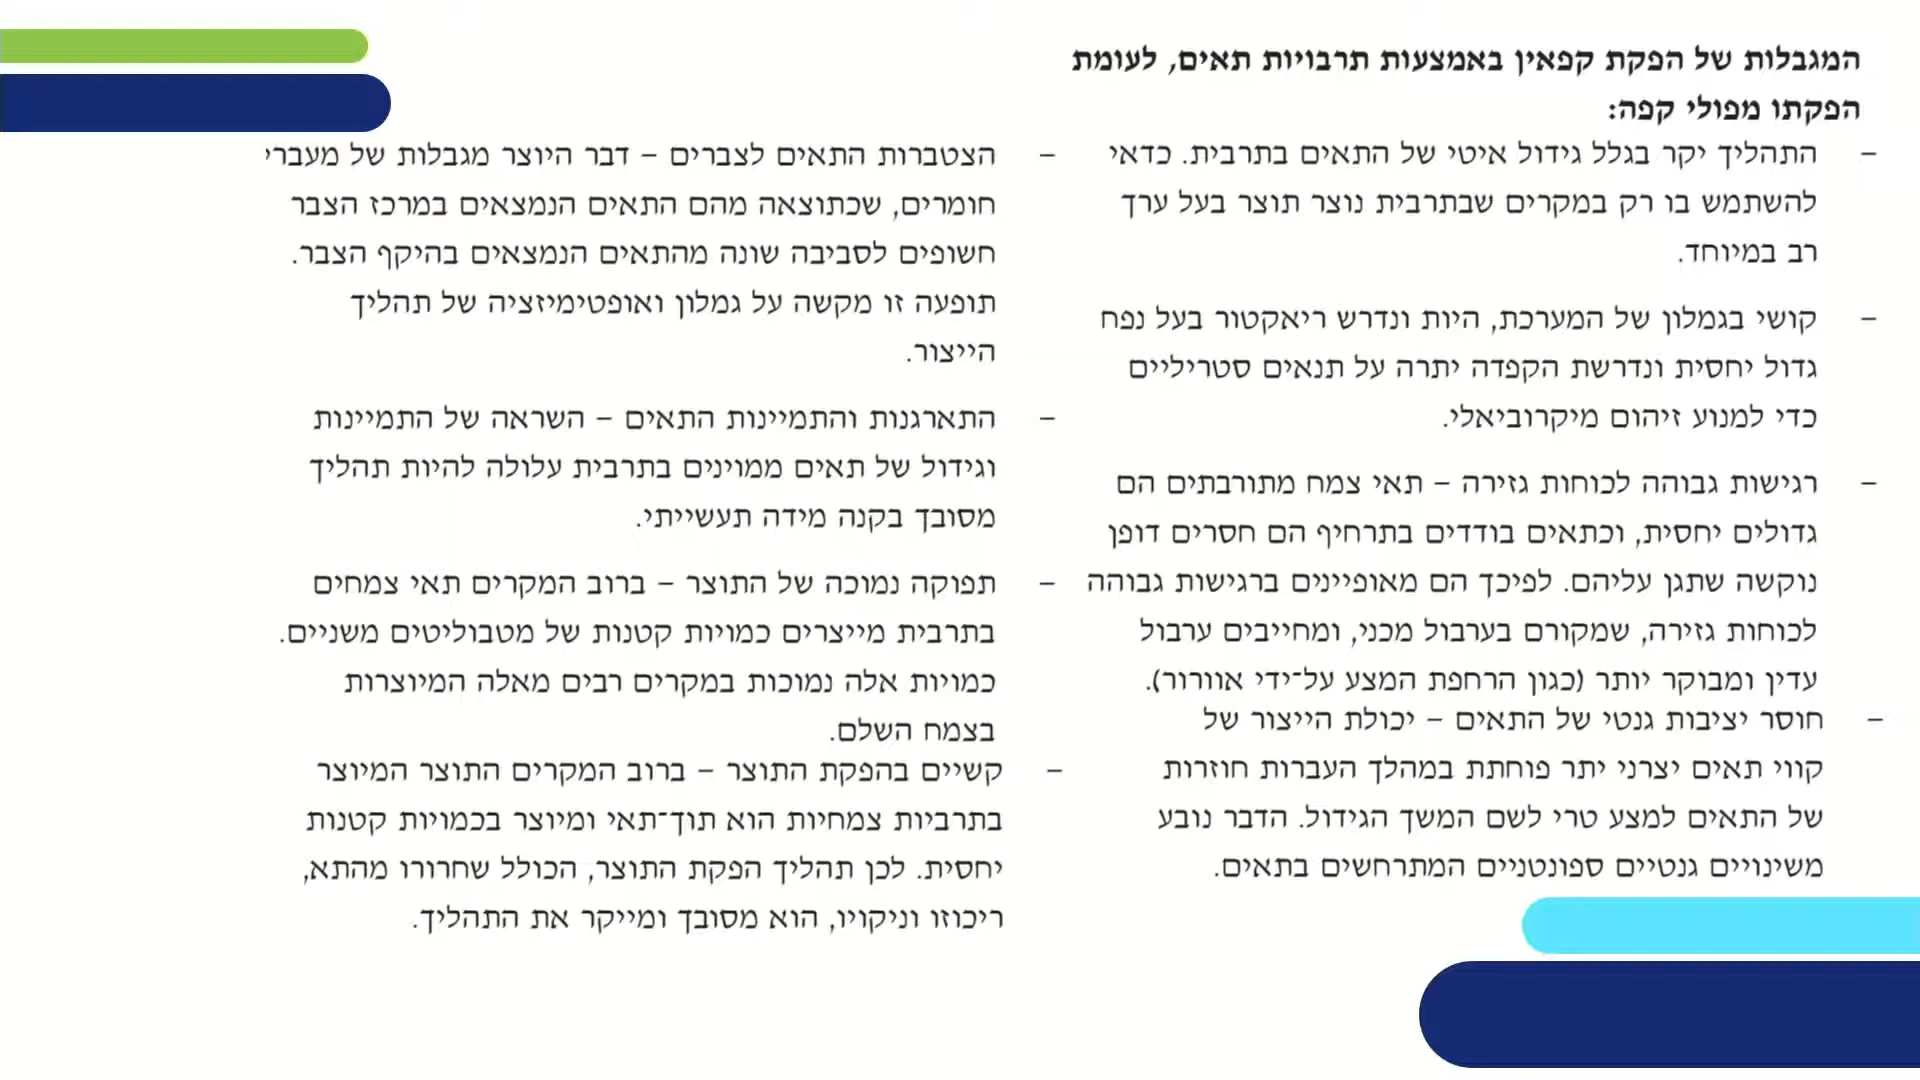 המגבלות של הפקת קפאין באמצעות תרבויות תאים, לעומת
הפקתו מפולי קפה:
– התהליך יקר בגלל גידול איטי של התאים בתרבית. כדאי
להשתמש בו רק במקרים שבתרבית נוצר תוצר בעל ערך
רב במיוחד.
– קושי בגמלון של המערכת, היות ונדרש ריאקטור בעל נפח
גדול יחסית ונדרשת הקפדה יתרה על תנאים סטריליים
כדי למנוע זיהום מיקרוביאלי.
– רגישות גבוהה לכוחות גזירה – תאי צמח מתורבתים הם
גדולים יחסית, וכתאים בודדים בתרחיף הם חסרים דופן
נוקשה שתגן עליהם. לפיכך הם מאופיינים ברגישות גבוהה
לכוחות גזירה, שמקורם בערבול מכני, ומחייבים ערבול
עדין ומבוקר יותר (כגון הרחפת המצע על־ידי אוורור).
– חוסר יציבות גנטי של התאים – יכולת הייצור של
קווי תאים יצרני יתר פוחתת במהלך העברות חוזרות
של התאים למצע טרי לשם המשך הגידול. הדבר נובע
משינויים גנטיים ספונטניים המתרחשים בתאים.
– הצטברות התאים לצברים – דבר היוצר מגבלות של מעברי
חומרים, שכתוצאה מהם התאים הנמצאים במרכז הצבר
חשופים לסביבה שונה מהתאים הנמצאים בהיקף הצבר.
תופעה זו מקשה על גמלון ואופטימיזציה של תהליך
הייצור.
– התארגנות והתמיינות התאים – השראה של התמיינות
וגידול של תאים ממוינים בתרבית עלולה להיות תהליך
מסובך בקנה מידה תעשייתי.
– תפוקה נמוכה של התוצר – ברוב המקרים תאי צמחים
בתרבית מייצרים כמויות קטנות של מטבוליטים משניים.
כמויות אלה נמוכות במקרים רבים מאלה המיוצרות
בצמח השלם.
– קשיים בהפקת התוצר – ברוב המקרים התוצר המיוצר
בתרביות צמחיות הוא תוך־תאי ומיוצר בכמויות קטנות
יחסית. לכן תהליך הפקת התוצר, הכולל שחרורו מהתא,
ריכוזו וניקויו, הוא מסובך ומייקר את התהליך.